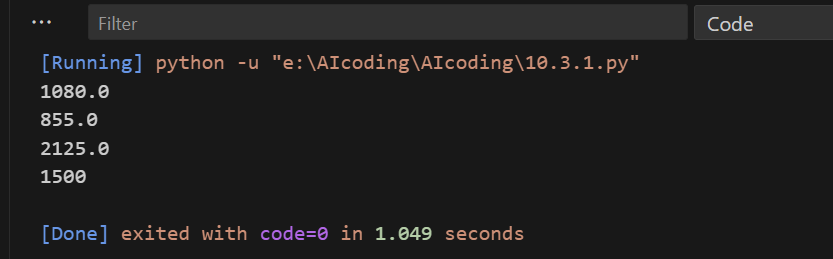 ... Filter Code
[Running] python -u "e:\AIcoding\AIcoding\10.3.1.py"
1080.0
855.0
2125.0
1500
[Done] exited with code=0 in 1.049 seconds